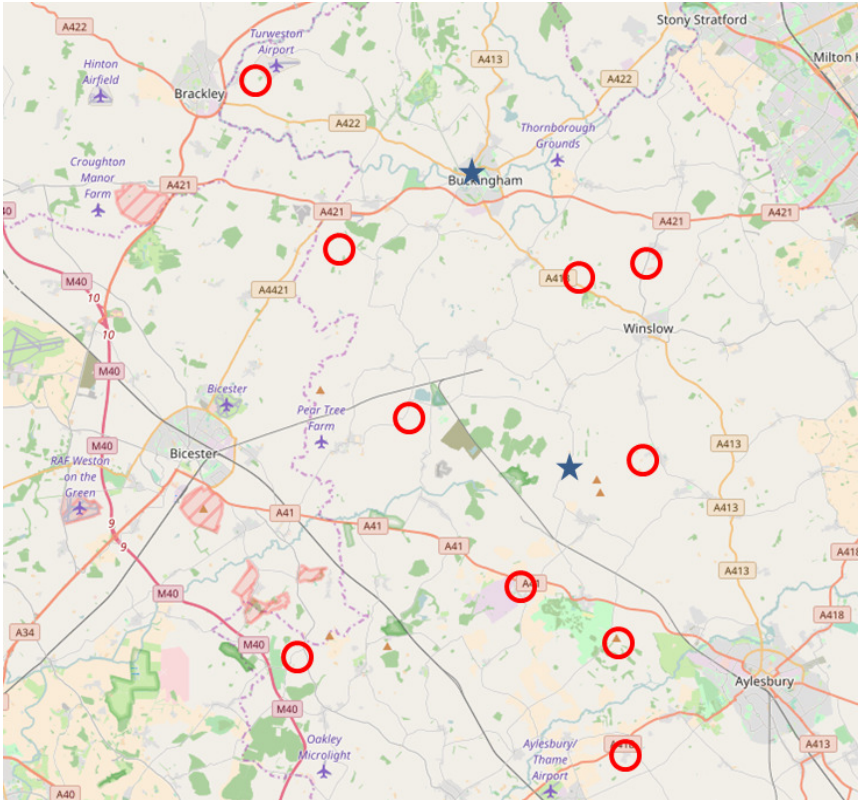 A422
Turweston
Airport
Stony Stratford
Hinton
Airfield
A413
Milton K
Brackley
A422
A422
Thornborough
Grounds
Croughton
Manor
Farm
A421
Buckingham
40
A421
A421
A421
M40
10
A4421
A413
10
Winslow
M40
Bicester
Pear Tree
Farm
M40
Bicester
A413
RAF Weston
on the
Green
9
A41
A41
A413
9
A41
A418
A413
M40
A41
A418
A34
M40
Aylesbury
M40
Oakley
Microlight
Aylesbury/
Thame
Airport
A413
A40